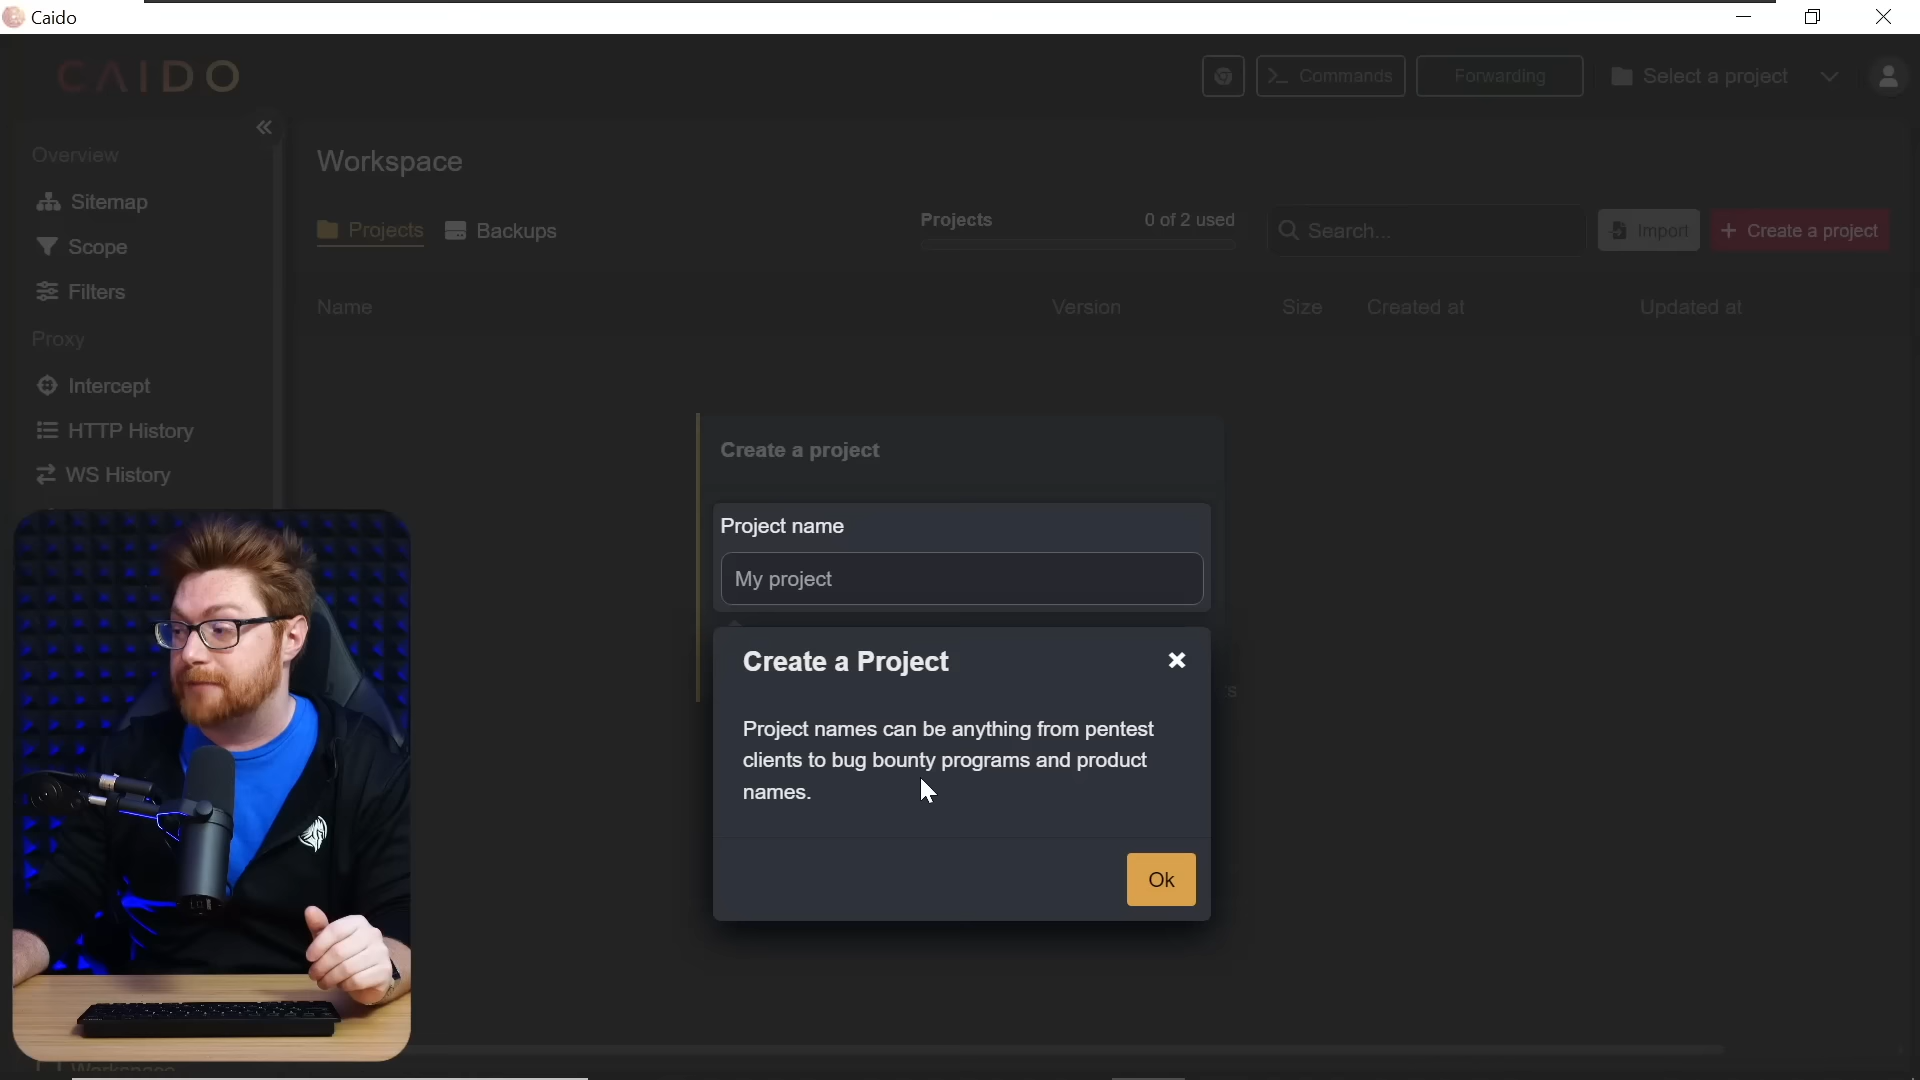 Caido
CAIDO
Commands
Forwarding
Select a project
Overview
Sitemap
Scope
Filters
Proxy
Intercept
HTTP History
WS History
Workspace
Workspace
Projects
Backups
Projects
0 of 2 used
Search...
Import
+ Create a project
Name
Version
Size
Created at
Updated at
Create a project
Project name
My project
s
Create a Project
Project names can be anything from pentest
clients to bug bounty programs and product
names.
Ok